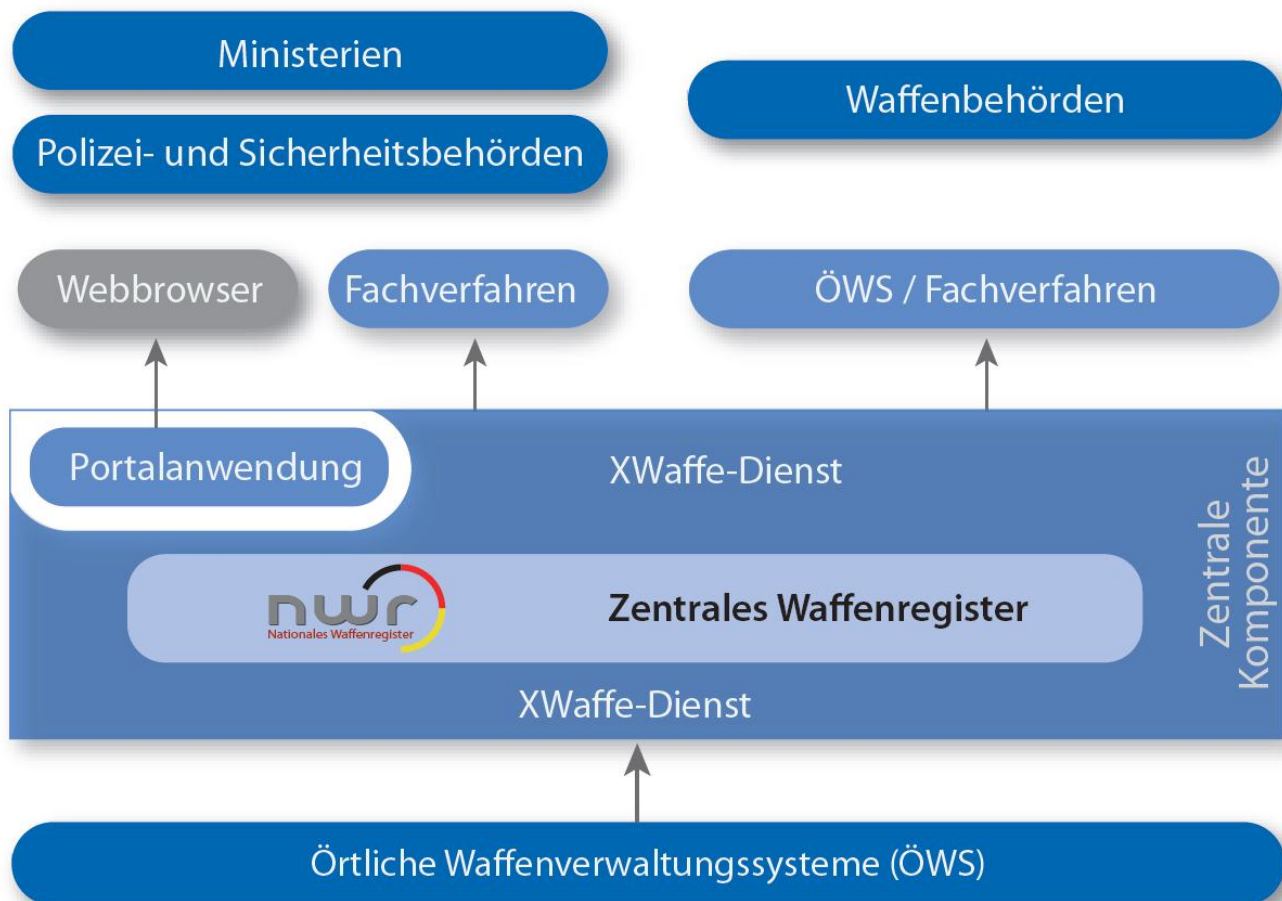 Ministerien
Waffenbehörden
Polizei- und Sicherheitsbehörden
Webbrowser
Fachverfahren
ÖWS / Fachverfahren
Portalanwendung
XWaffe-Dienst
Zentrale
Komponente
nwr
Nationales Waffenregister
Zentrales Waffenregister
XWaffe-Dienst
Örtliche Waffenverwaltungssysteme (ÖWS)